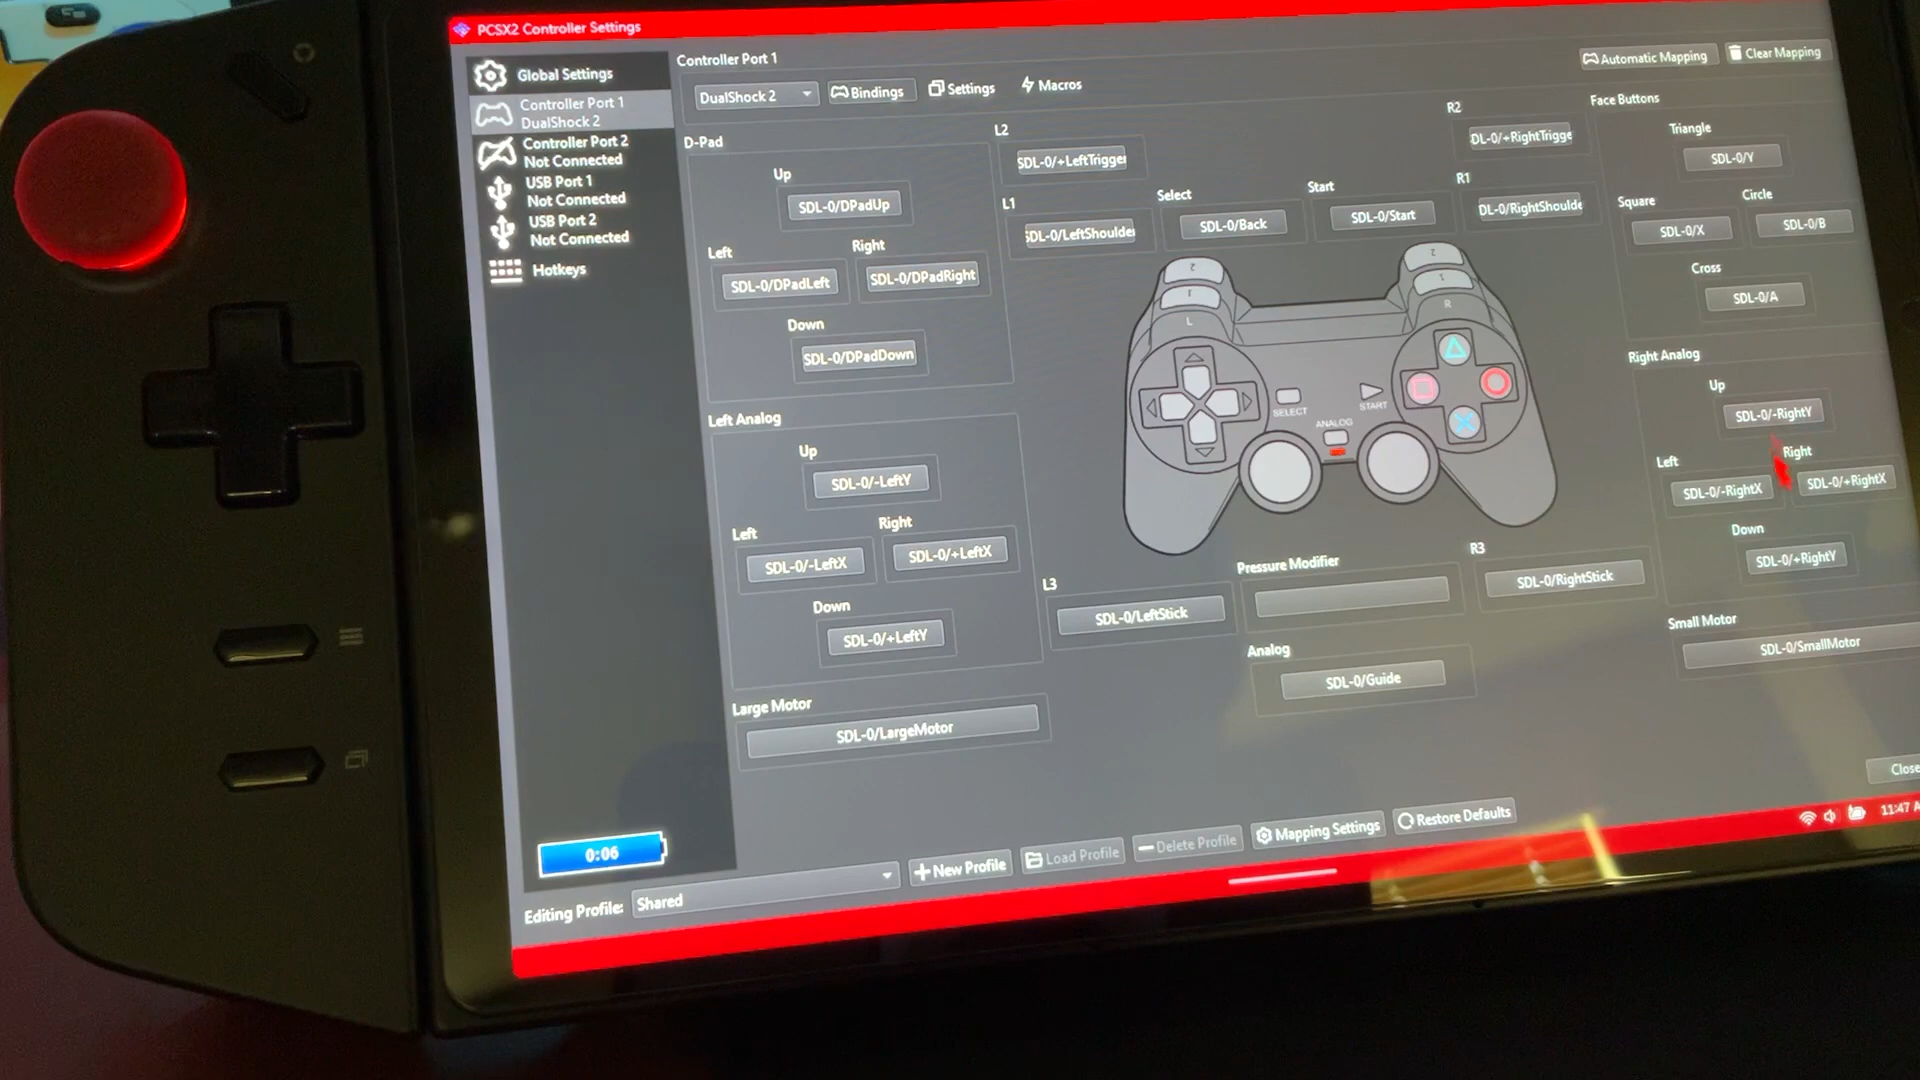 PCSX2 Controller Settings
Global Settings
Controller Port 1
DualShock 2
Controller Port 2
Not Connected
USB Port 1
Not Connected
USB Port 2
Not Connected
Hotkeys
0:06
Controller Port 1
DualShock 2
Bindings
Settings
Macros
Automatic Mapping
Clear Mapping
D-Pad
Up
SDL-0/DPadUp
Left
SDL-0/DPadLeft
Right
SDL-0/DPadRight
Down
SDL-0/DPadDown
Left Analog
Up
SDL-0/-LeftY
Left
SDL-0/-LeftX
Right
SDL-0/+LeftX
Down
SDL-0/+LeftY
Large Motor
SDL-0/LargeMotor
L2
SDL-0/+LeftTrigger
L1
SDL-0/LeftShoulder
Select
SDL-0/Back
Start
SDL-0/Start
R2
DL-0/+RightTrigge
R1
DL-0/RightShoulde
2
1
L
2
1
R
SELECT
START
ANALOG
L3
SDL-0/LeftStick
Pressure Modifier
R3
SDL-0/RightStick
Analog
SDL-0/Guide
Face Buttons
Triangle
SDL-0/Y
Square
SDL-0/X
Circle
SDL-0/B
Cross
SDL-0/A
Right Analog
Up
SDL-0/-RightY
Left
SDL-0/-RightX
Right
SDL-0/+RightX
Down
SDL-0/+RightY
Small Motor
SDL-0/SmallMotor
Close
Editing Profile:
Shared
New Profile
Load Profile
Delete Profile
Mapping Settings
Restore Defaults
11:47 A